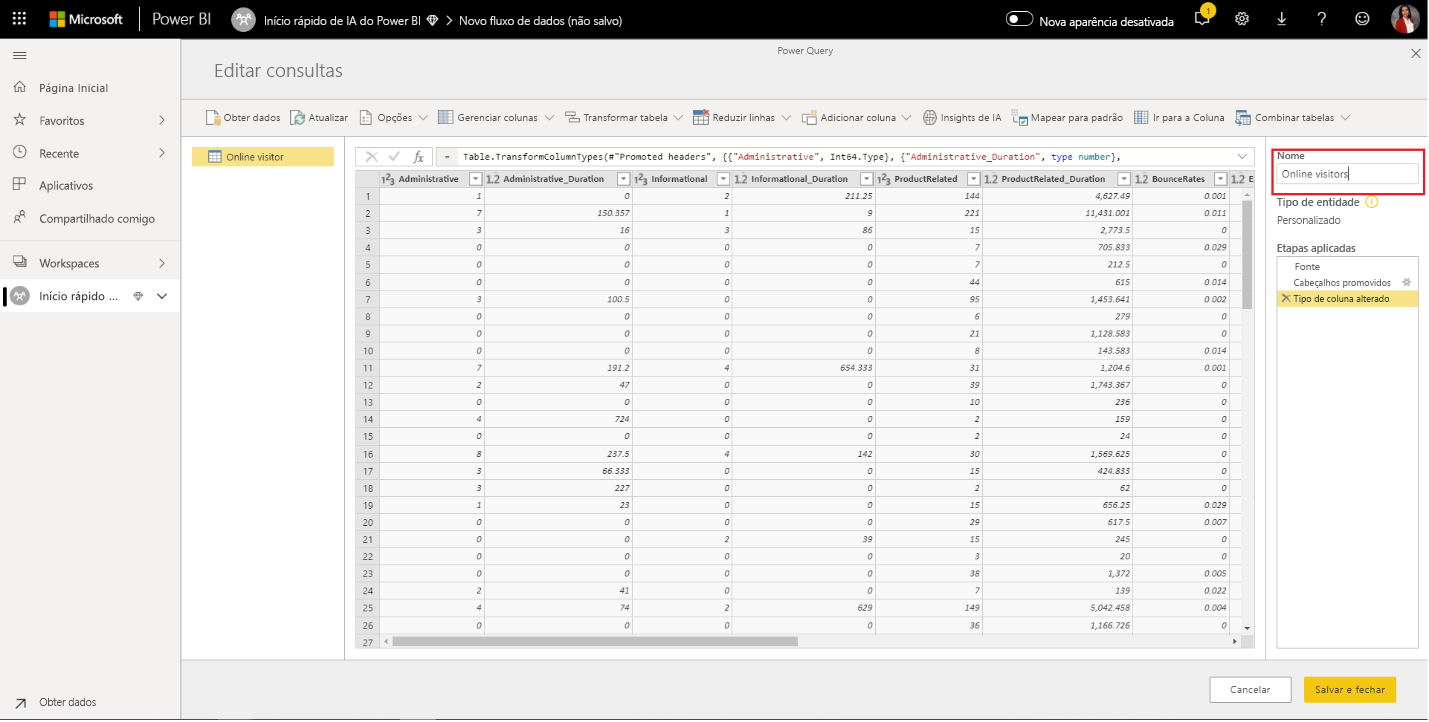 Microsoft Power BI Início rápido de IA do Power BI > Novo fluxo de dados (não salvo) Nova aparência desativada 1 ?
Power Query
Editar consultas
Página Inicial
Favoritos
Recente
Aplicativos
Compartilhado comigo
Workspaces
Início rápido ...
Obter dados
Obter dados Atualizar Opções Gerenciar colunas Transformar tabela Reduzir linhas Adicionar coluna Insights de IA Mapear para padrão Ir para a Coluna Combinar tabelas
Online visitor
fx = Table.TransformColumnTypes(#"Promoted headers", {{"Administrative", Int64.Type}, {"Administrative_Duration", type number},
1²3 Administrative 1.2 Administrative_Duration 1²3 Informational 1.2 Informational_Duration 1²3 ProductRelated 1.2 ProductRelated_Duration 1.2 BounceRates 1.2 E
1 1 0 2 211.25 144 4,627.49 0.001
2 7 150.357 1 9 221 11,431.001 0.011
3 3 16 3 86 15 2,773.5 0
4 0 0 0 0 7 705.833 0.029
5 0 0 0 0 7 212.5 0
6 0 0 0 0 44 615 0.014
7 3 100.5 0 0 95 1,453.641 0.002
8 0 0 0 0 6 279 0
9 0 0 0 0 21 1,128.583 0
10 0 0 0 0 8 143.583 0.014
11 7 191.2 4 654.333 31 1,204.6 0.001
12 2 47 0 0 39 1,743.367 0
13 0 0 0 0 10 236 0
14 4 724 0 0 2 159 0
15 0 0 0 0 2 24 0
16 8 237.5 4 142 30 1,569.625 0
17 3 66.333 0 0 15 424.833 0
18 3 227 0 0 2 62 0
19 1 23 0 0 15 656.25 0.029
20 0 0 0 0 29 617.5 0.007
21 0 0 2 39 15 245 0
22 0 0 0 0 3 20 0
23 0 0 0 0 38 1,372 0.005
24 2 41 0 0 7 139 0.022
25 4 74 2 629 149 5,042.458 0.004
26 0 0 0 0 36 1,166.726 0
27
Nome
Online visitors
Tipo de entidade
Personalizado
Etapas aplicadas
Fonte
Cabeçalhos promovidos
Tipo de coluna alterado
Cancelar Salvar e fechar